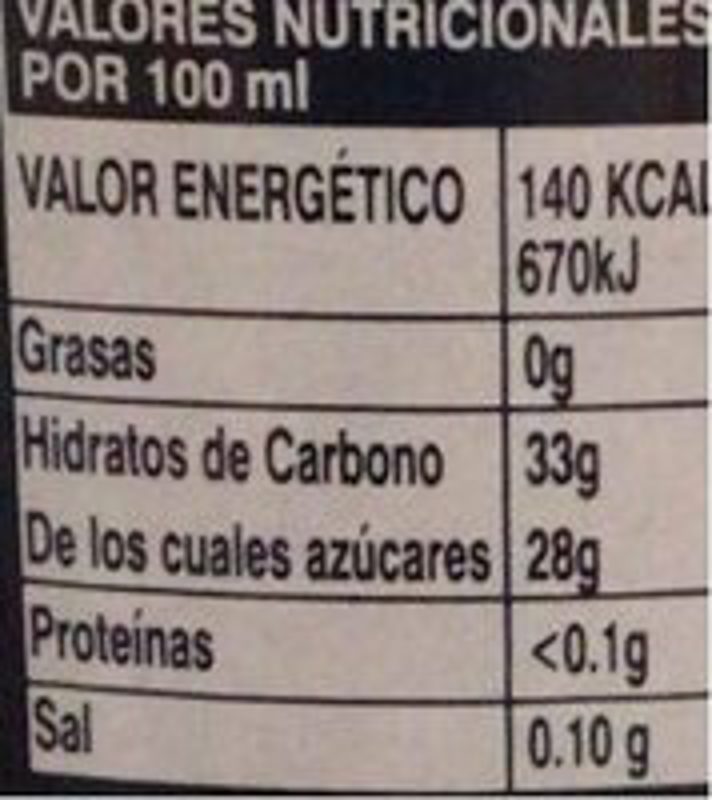 VALORES NUTRICIONALES
POR 100 ml
VALOR ENERGÉTICO 140 KCAL
670kJ
Grasas 0g
Hidratos de Carbono 33g
De los cuales azúcares 28g
Proteínas <0.1g
Sal 0.10 g